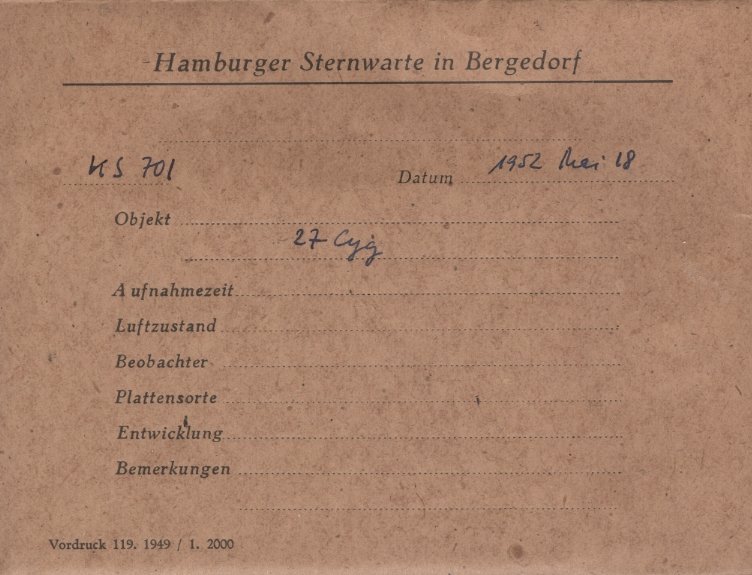 Hamburger Sternwarte in Bergedorf
KS 701 Datum 1952 Mai 18
Objekt
27 Cyg
Aufnahmezeit
Luftzustand
Beobachter
Plattensorte
Entwicklung
Bemerkungen
Vordruck 119. 1949 / 1. 2000